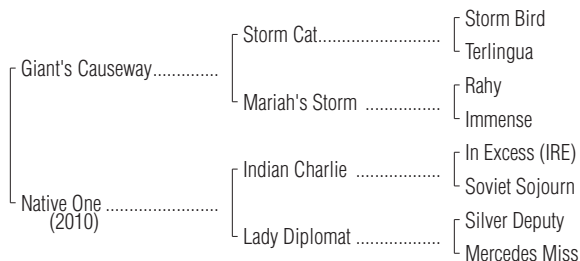 Storm Bird
Storm Cat..............................
Terlingua
Giant's Causeway..............
Rahy
Mariah's Storm ..................
Immense
In Excess (IRE)
Indian Charlie ....................
Soviet Sojourn
Native One ........................
(2010)
Silver Deputy
Lady Diplomat ...................
Mercedes Miss